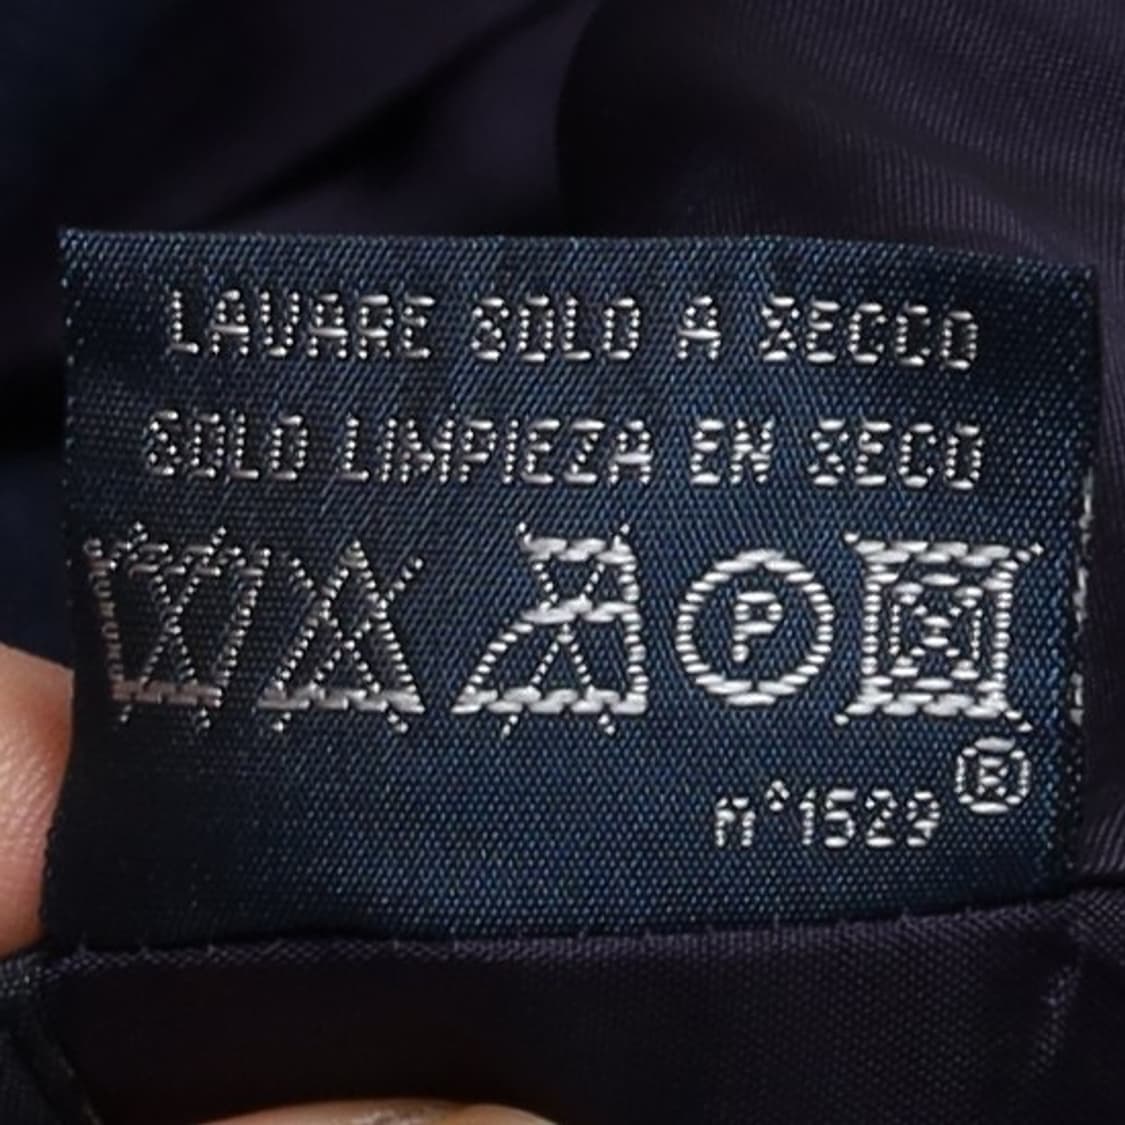 LAVARE SOLO A SECCO
SOLO LIMPIEZA EN SECO
P
®
n°1529